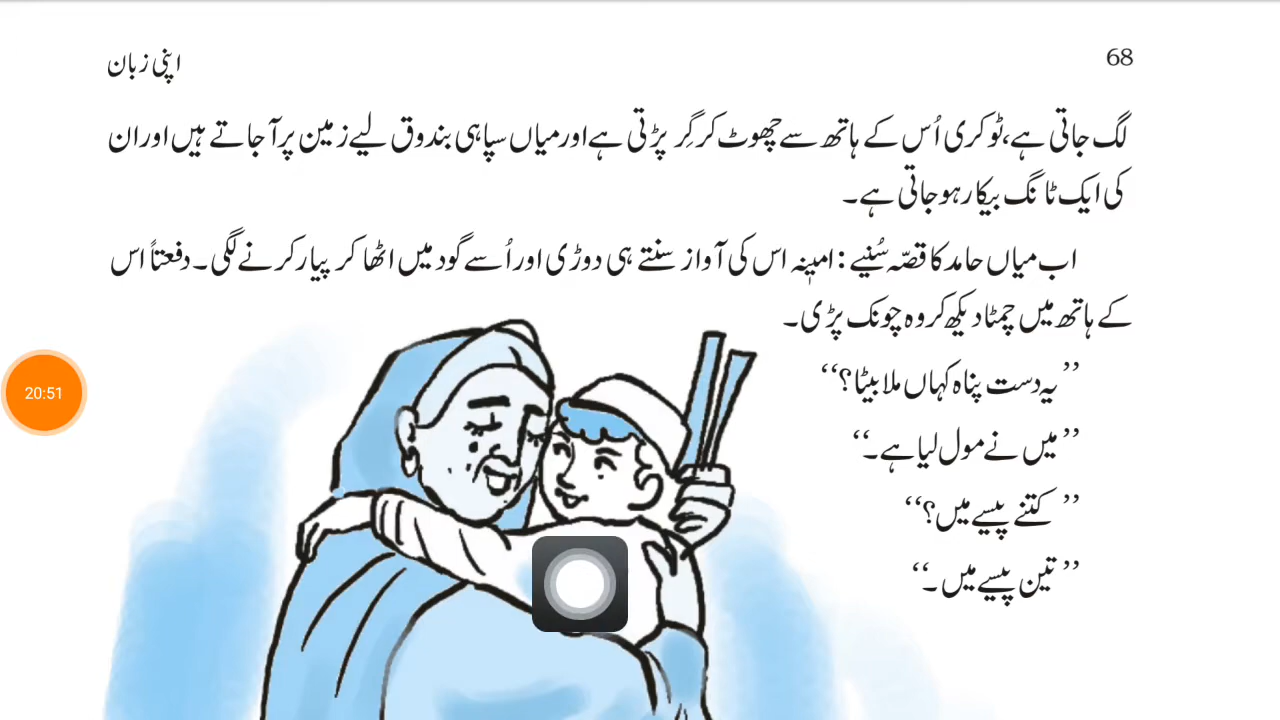 68
اپنی زبان
لگ جاتی ہے، ٹوکری اُس کے ہاتھ سے چھوٹ کر گِر پڑتی ہے اور میاں سپاہی بندوق لیے زمین پر آ جاتے ہیں اور ان
کی ایک ٹانگ بیکار ہو جاتی ہے۔
اب میاں حامد کا قصّہ سُنیے : امینہ اس کی آواز سنتے ہی دوڑی اور اُسے گود میں اٹھا کر پیار کرنے لگی۔ دفعتاً اس
کے ہاتھ میں چمٹا دیکھ کر وہ چونک پڑی۔
’’یہ دست پناہ کہاں ملا بیٹا؟‘‘
’’میں نے مول لیا ہے۔‘‘
’’کتنے پیسے میں؟‘‘
’’تین پیسے میں۔‘‘
20:51